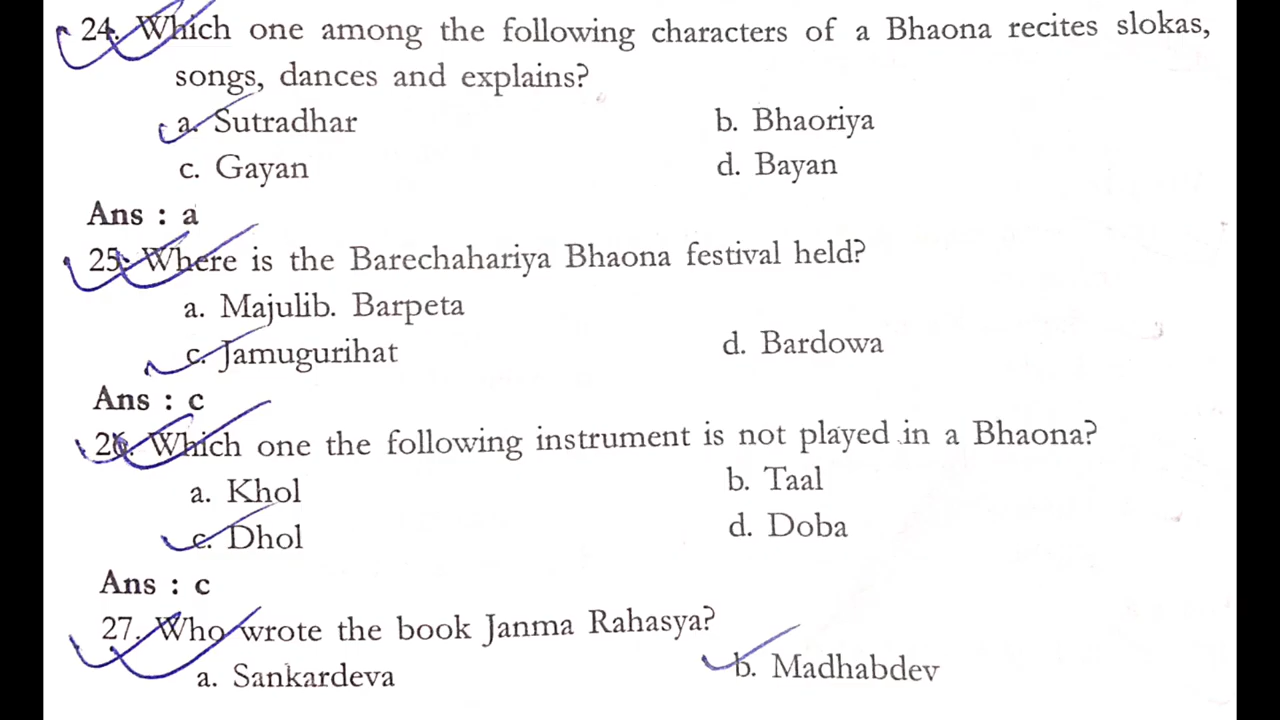 24. Which one among the following characters of a Bhaona recites slokas,
songs, dances and explains?
a. Sutradhar b. Bhaoriya
c. Gayan d. Bayan
Ans : a
25. Where is the Barechahariya Bhaona festival held?
a. Majulib. Barpeta
c. Jamugurihat d. Bardowa
Ans : c
26. Which one the following instrument is not played in a Bhaona?
a. Khol b. Taal
c. Dhol d. Doba
Ans : c
27. Who wrote the book Janma Rahasya?
a. Sankardeva b. Madhabdev